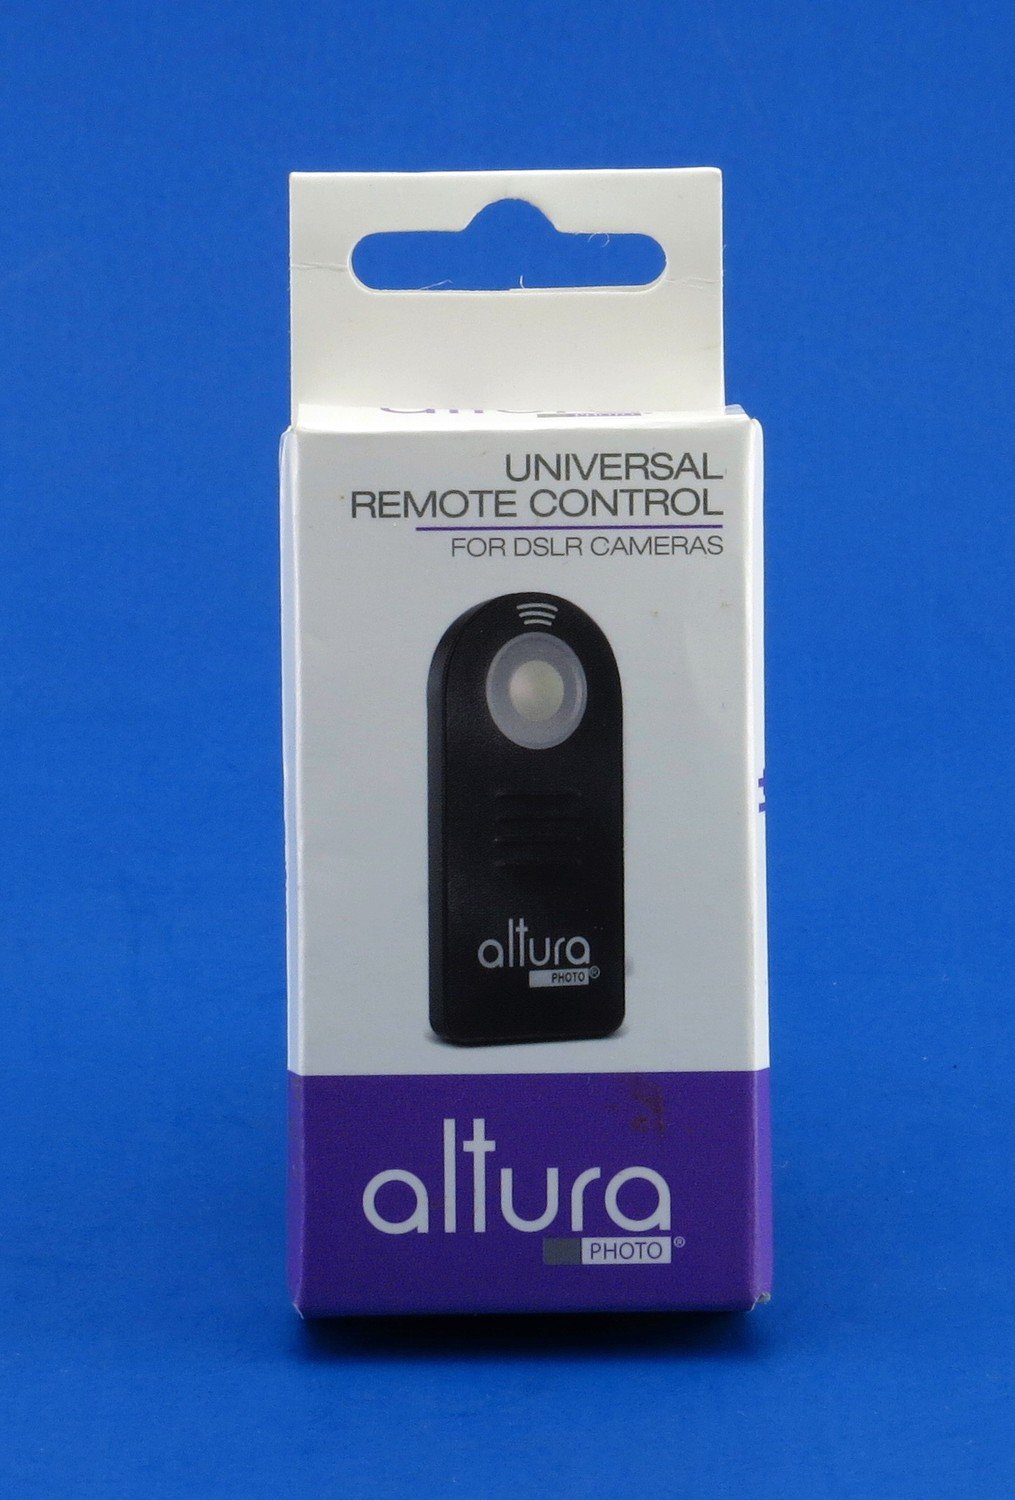 UNIVERSAL
REMOTE CONTROL
FOR DSLR CAMERAS
altura
PHOTO®
altura
PHOTO®